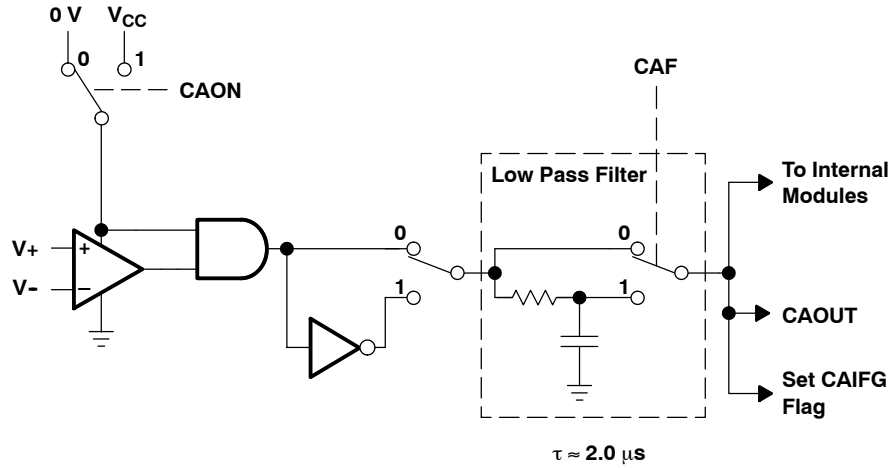 0 V VCC
0 1
CAON
CAF
Low Pass Filter
To Internal
Modules
V+
+
0
0
V-
−
1
1
CAOUT
Set CAIFG
Flag
τ ≈ 2.0 μs